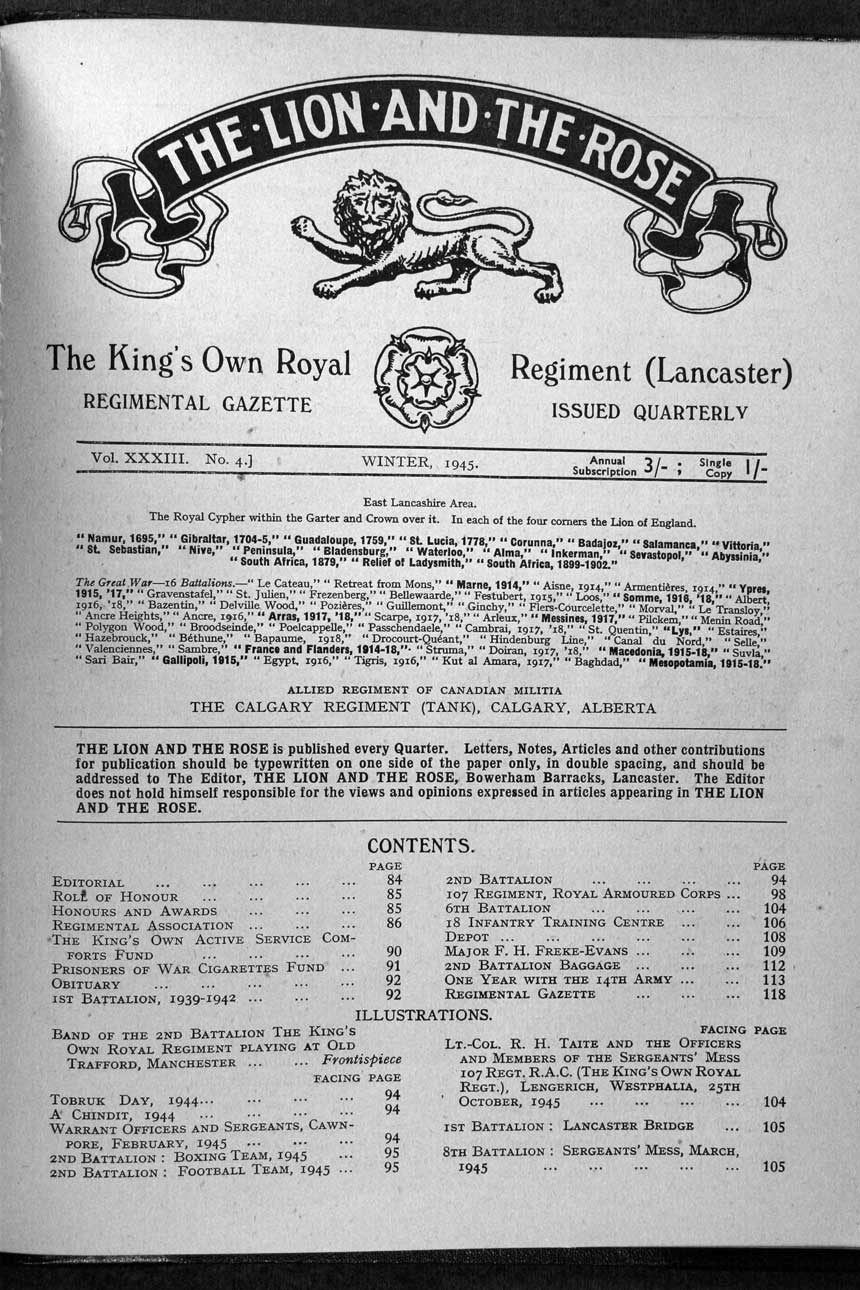 THE · LION · AND · THE · ROSE
The King's Own Royal Regiment (Lancaster)
REGIMENTAL GAZETTE ISSUED QUARTERLY
Vol. XXXIII. No. 4.] WINTER, 1945. Annual Subscription 3/- ; Single Copy 1/-
East Lancashire Area.
The Royal Cypher within the Garter and Crown over it. In each of the four corners the Lion of England.
" Namur, 1695," " Gibraltar, 1704-5," " Guadaloupe, 1759," " St. Lucia, 1778," " Corunna," " Badajoz," " Salamanca," " Vittoria,"
" St. Sebastian," " Nive," " Peninsula," " Bladensburg," " Waterloo," " Alma," " Inkerman," " Sevastopol," " Abyssinia,"
" South Africa, 1879," " Relief of Ladysmith," " South Africa, 1899-1902."
The Great War—16 Battalions.—" Le Cateau," " Retreat from Mons," " Marne, 1914," " Aisne, 1914," " Armentières, 1914," " Ypres,
1915, '17," " Gravenstafel," " St. Julien," " Frezenberg," " Bellewaarde," " Festubert, 1915," " Loos," " Somme, 1916, '18," " Albert,
1916, '18," " Bazentin," " Delville Wood," " Pozières," " Guillemont," " Ginchy," " Flers-Courcelette," " Morval," " Le Transloy,"
" Ancre Heights," " Ancre, 1916," " Arras, 1917, '18," " Scarpe, 1917, '18," " Arleux," " Messines, 1917," " Pilckem," " Menin Road,"
" Polygon Wood," " Broodseinde," " Poelcappelle," " Passchendaele," " Cambrai, 1917, '18," " St. Quentin," " Lys," " Estaires,"
" Hazebrouck," " Béthune," " Bapaume, 1918," " Drocourt-Quéant," " Hindenburg Line," " Canal du Nord," " Selle,"
" Valenciennes," " Sambre," " France and Flanders, 1914-18," " Struma," " Doiran, 1917, '18," " Macedonia, 1915-18," " Suvla,"
" Sari Bair," " Gallipoli, 1915," " Egypt, 1916," " Tigris, 1916," " Kut al Amara, 1917," " Baghdad," " Mesopotamia, 1915-18."
ALLIED REGIMENT OF CANADIAN MILITIA
THE CALGARY REGIMENT (TANK), CALGARY, ALBERTA
THE LION AND THE ROSE is published every Quarter. Letters, Notes, Articles and other contributions
for publication should be typewritten on one side of the paper only, in double spacing, and should be
addressed to The Editor, THE LION AND THE ROSE, Bowerham Barracks, Lancaster. The Editor
does not hold himself responsible for the views and opinions expressed in articles appearing in THE LION
AND THE ROSE.
CONTENTS.
PAGE
EDITORIAL ... ... ... ... ... 84
ROLL OF HONOUR ... ... ... ... 85
HONOURS AND AWARDS ... ... ... 85
REGIMENTAL ASSOCIATION ... ... ... 86
THE KING'S OWN ACTIVE SERVICE COM-
FORTS FUND ... ... ... ... 90
PRISONERS OF WAR CIGARETTES FUND ... 91
OBITUARY ... ... ... ... ... 92
1ST BATTALION, 1939-1942 ... ... ... 92
PAGE
2ND BATTALION ... ... ... ... 94
107 REGIMENT, ROYAL ARMOURED CORPS ... 98
6TH BATTALION ... ... ... ... 104
18 INFANTRY TRAINING CENTRE ... ... 106
DEPOT ... ... ... ... ... ... 108
MAJOR F. H. FREKE-EVANS ... ... ... 109
2ND BATTALION BAGGAGE ... ... ... 112
ONE YEAR WITH THE 14TH ARMY ... ... 113
REGIMENTAL GAZETTE ... ... ... 118
ILLUSTRATIONS.
BAND OF THE 2ND BATTALION THE KING'S
OWN ROYAL REGIMENT PLAYING AT OLD
TRAFFORD, MANCHESTER ... ... Frontispiece
FACING PAGE
TOBRUK DAY, 1944... ... ... ... 94
A CHINDIT, 1944 ... ... ... ... 94
WARRANT OFFICERS AND SERGEANTS, CAWN-
PORE, FEBRUARY, 1945 ... ... ... 94
2ND BATTALION : BOXING TEAM, 1945 ... 95
2ND BATTALION : FOOTBALL TEAM, 1945 ... 95
FACING PAGE
LT.-COL. R. H. TAITE AND THE OFFICERS
AND MEMBERS OF THE SERGEANTS' MESS
107 REGT. R.A.C. (THE KING'S OWN ROYAL
REGT.), LENGERICH, WESTPHALIA, 25TH
OCTOBER, 1945 ... ... ... ... 104
1ST BATTALION : LANCASTER BRIDGE ... 105
8TH BATTALION : SERGEANTS' MESS, MARCH,
1945 ... ... ... ... ... 105